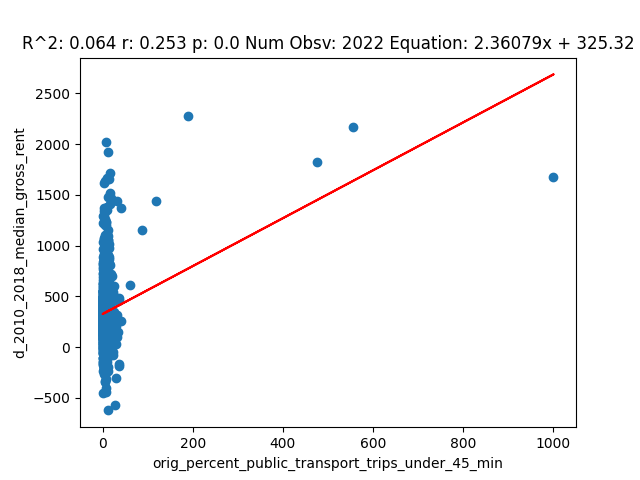 R^2: 0.064 r: 0.253 p: 0.0 Num Obsv: 2022 Equation: 2.36079x + 325.32
2500
2000
1500
1000
500
0
−500
d_2010_2018_median_gross_rent
0 200 400 600 800 1000
orig_percent_public_transport_trips_under_45_min